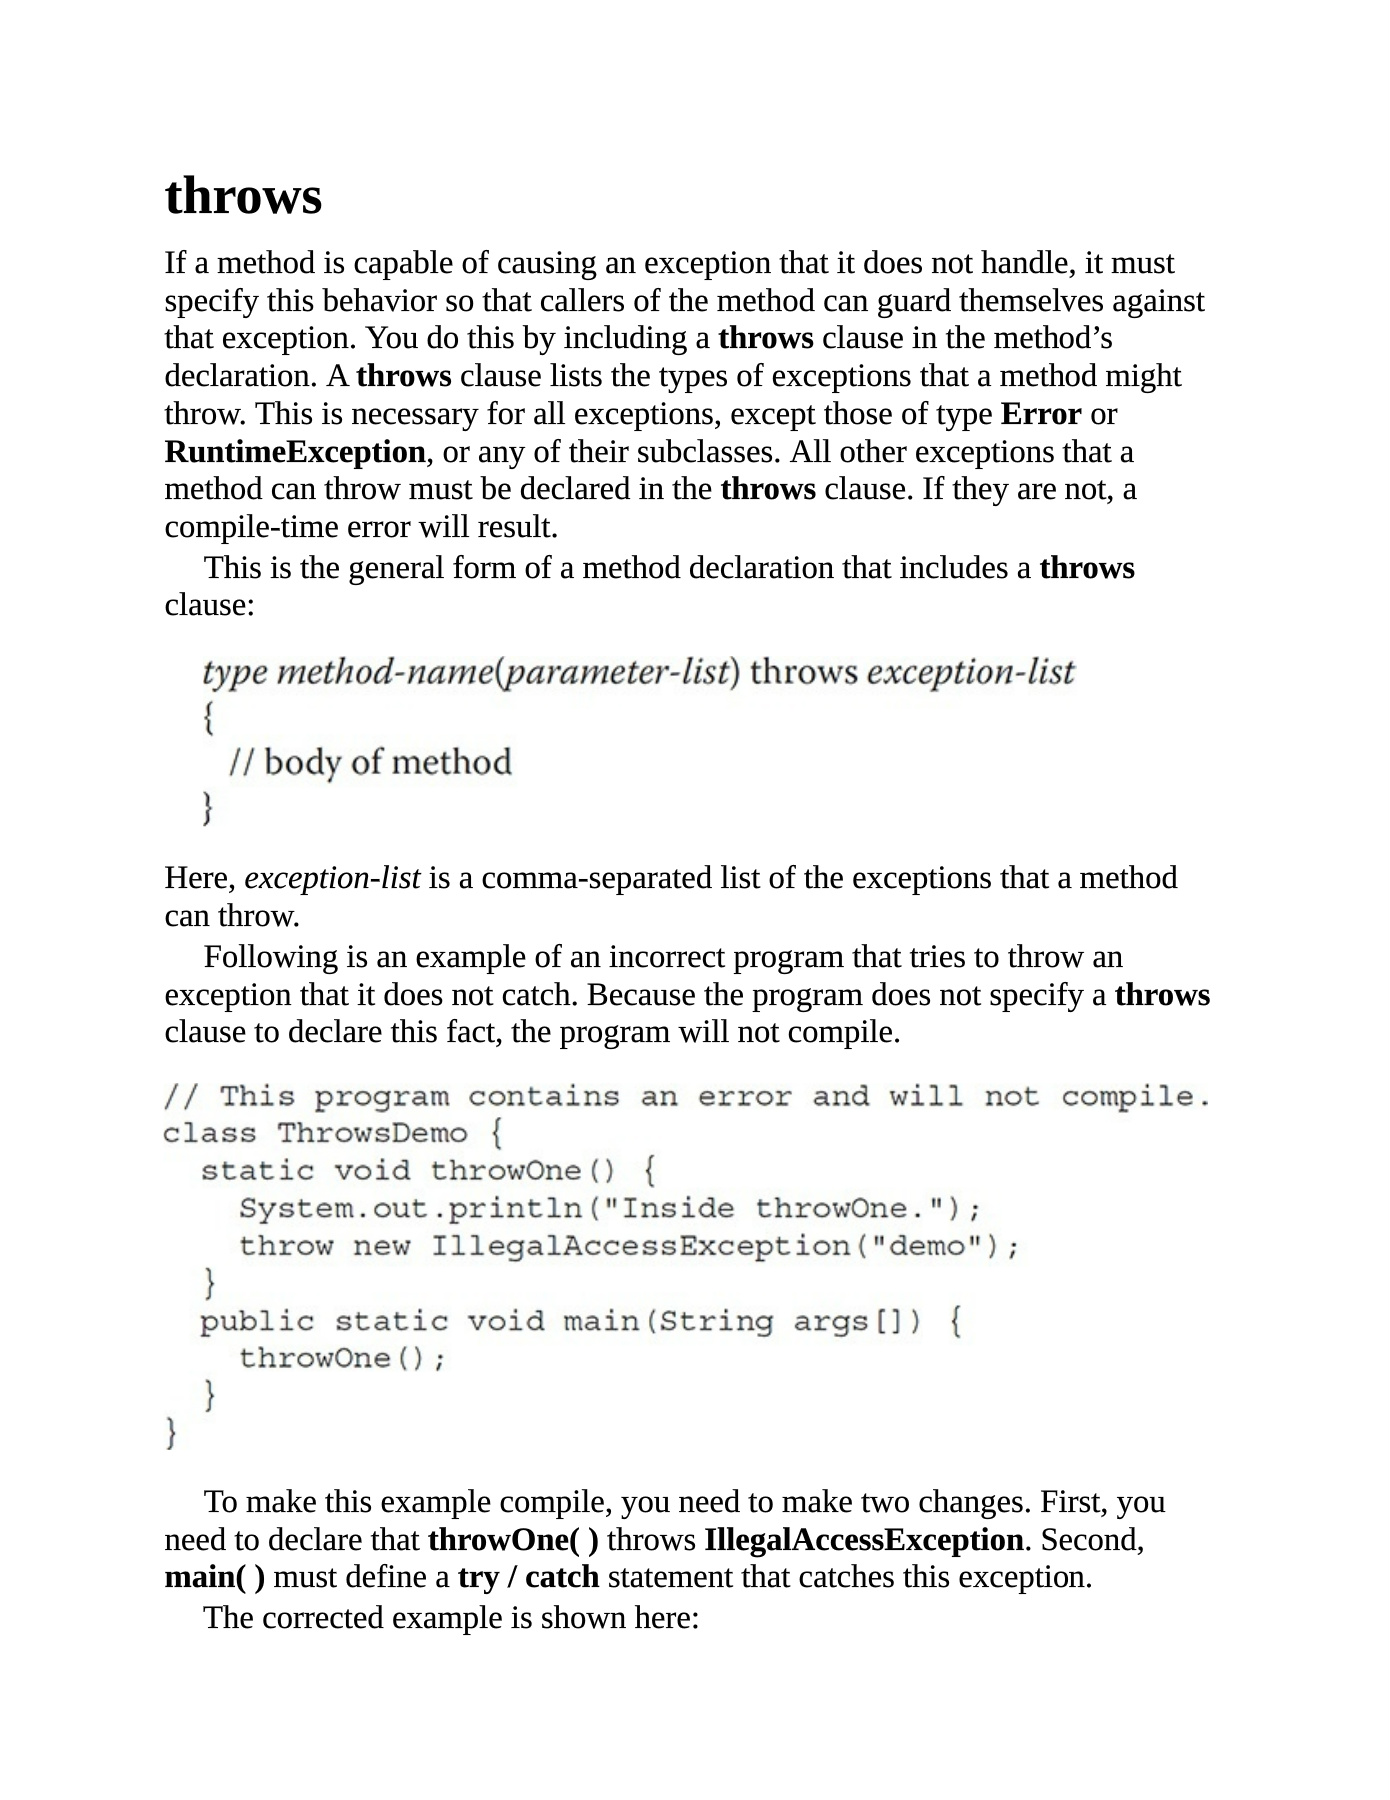 throws
If a method is capable of causing an exception that it does not handle, it must
specify this behavior so that callers of the method can guard themselves against
that exception. You do this by including a throws clause in the method’s
declaration. A throws clause lists the types of exceptions that a method might
throw. This is necessary for all exceptions, except those of type Error or
RuntimeException, or any of their subclasses. All other exceptions that a
method can throw must be declared in the throws clause. If they are not, a
compile-time error will result.
This is the general form of a method declaration that includes a throws
clause:
type method-name(parameter-list) throws exception-list
{
// body of method
}
Here, exception-list is a comma-separated list of the exceptions that a method
can throw.
Following is an example of an incorrect program that tries to throw an
exception that it does not catch. Because the program does not specify a throws
clause to declare this fact, the program will not compile.
// This program contains an error and will not compile.
class ThrowsDemo {
  static void throwOne() {
    System.out.println("Inside throwOne.");
    throw new IllegalAccessException("demo");
  }
  public static void main(String args[]) {
    throwOne();
  }
}
To make this example compile, you need to make two changes. First, you
need to declare that throwOne( ) throws IllegalAccessException. Second,
main( ) must define a try / catch statement that catches this exception.
The corrected example is shown here: